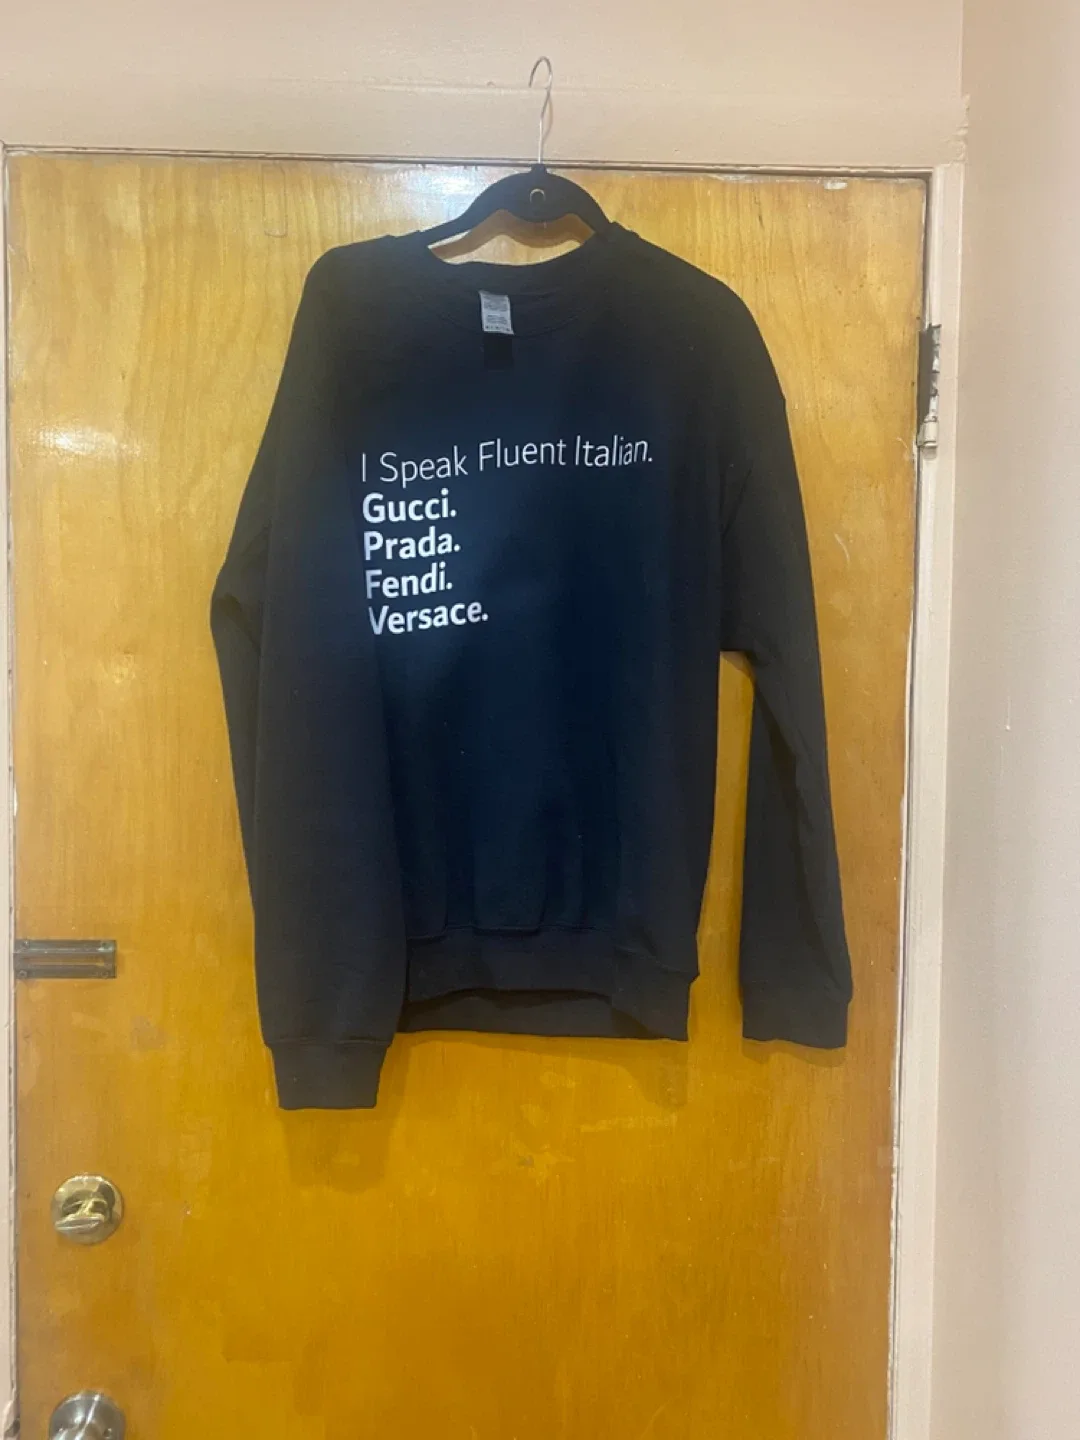 I Speak Fluent Italian.
Gucci.
Prada.
Fendi.
Versace.